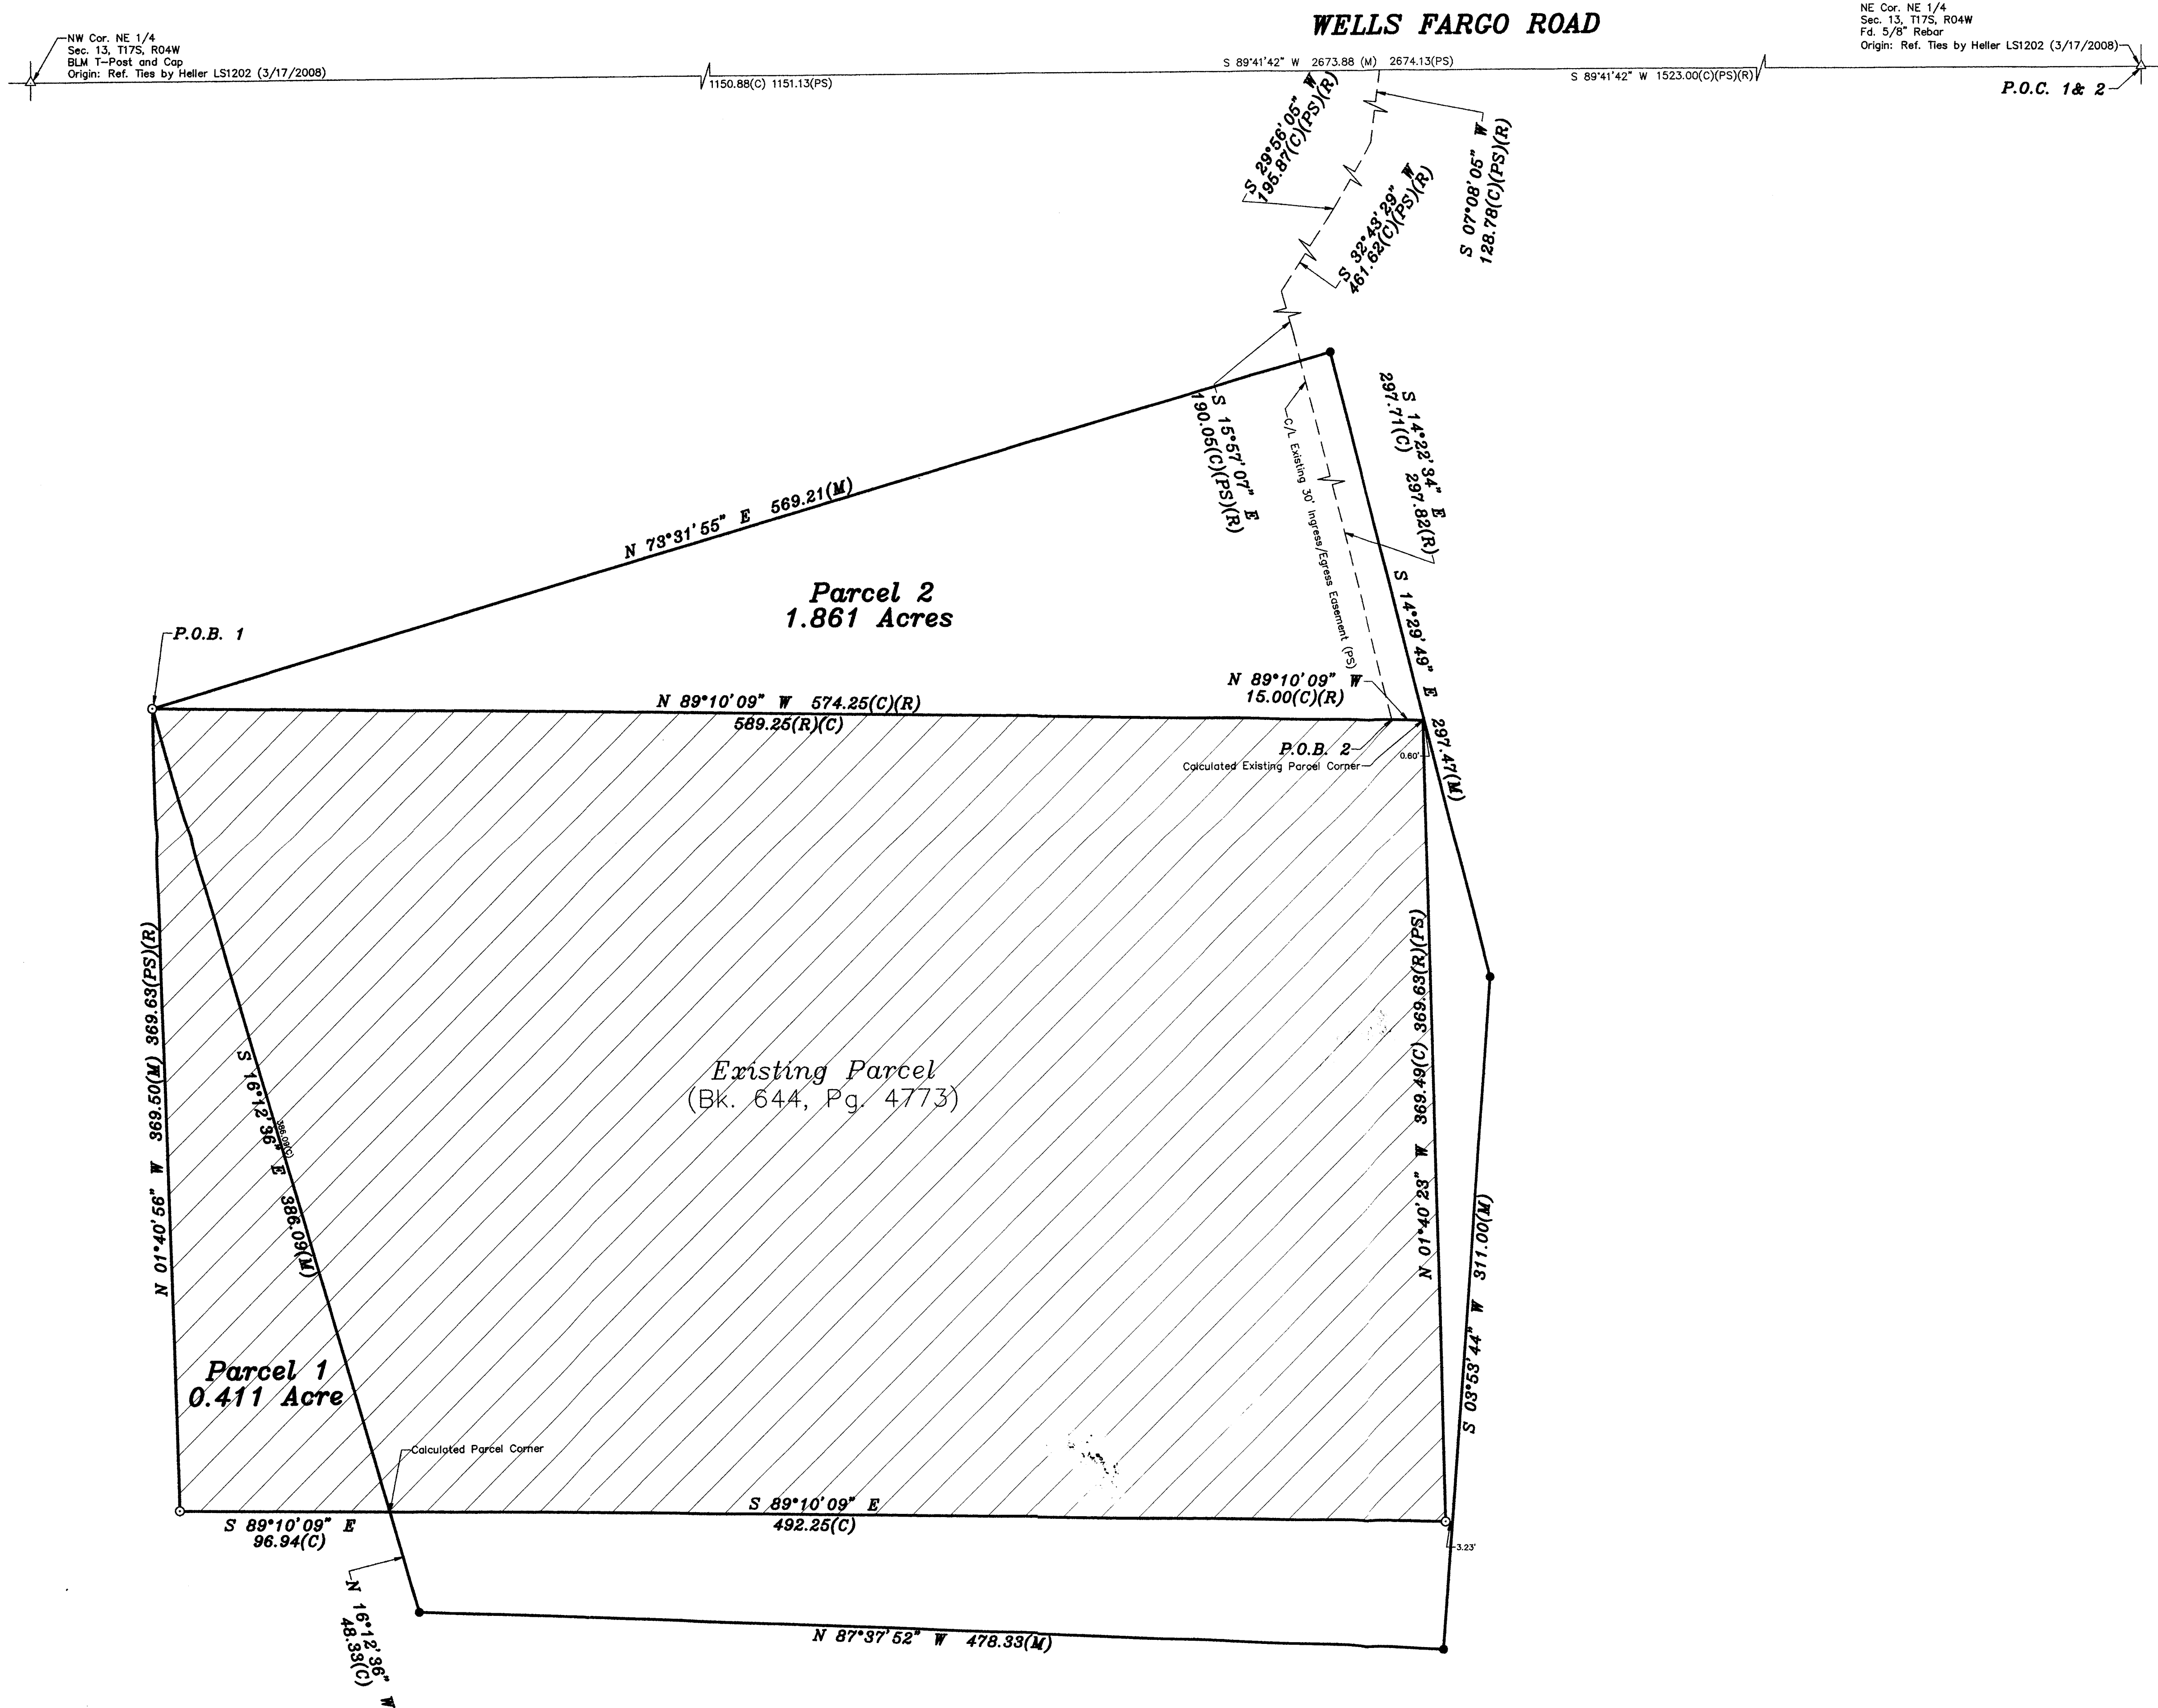 WELLS FARGO ROAD
NW Cor. NE 1/4
Sec. 13, T17S, R04W
BLM T-Post and Cap
Origin: Ref. Ties by Heller LS1202 (3/17/2008)
NE Cor. NE 1/4
Sec. 13, T17S, R04W
Fd. 5/8" Rebar
Origin: Ref. Ties by Heller LS1202 (3/17/2008)
P.O.C. 1& 2
S 89°41'42" W 2673.88 (M) 2674.13(PS)
1150.88(C) 1151.13(PS)
S 89°41'42" W 1523.00(C)(PS)(R)
S 29°56'05" W
195.87(C)(PS)(R)
S 32°43'29" W
461.62(C)(PS)(R)
S 07°08'05" W
128.78(C)(PS)(R)
S 15°57'07" E
190.05(C)(PS)(R)
C/L Existing 30' Ingress/Egress Easement (PS)
S 14°22'34" E
297.71(C) 297.82(R)
N 73°31'55" E 569.21(M)
Parcel 2
1.861 Acres
S 14°29'49" E 297.47(M)
P.O.B. 1
N 89°10'09" W 574.25(C)(R)
589.25(R)(C)
N 89°10'09" W
15.00(C)(R)
P.O.B. 2
Calculated Existing Parcel Corner
0.60'
N 01°40'56" W 369.50(M) 369.63(PS)(R)
S 16°12'36" E 386.09(M)
386.09(C)
Existing Parcel
(Bk. 644, Pg. 4773)
N 01°40'23" W 369.49(C) 369.63(R)(PS)
S 03°53'44" W 311.00(M)
Parcel 1
0.411 Acre
Calculated Parcel Corner
S 89°10'09" E
96.94(C)
S 89°10'09" E
492.25(C)
3.23'
N 16°12'36" W
48.33(C)
N 87°37'52" W 478.33(M)